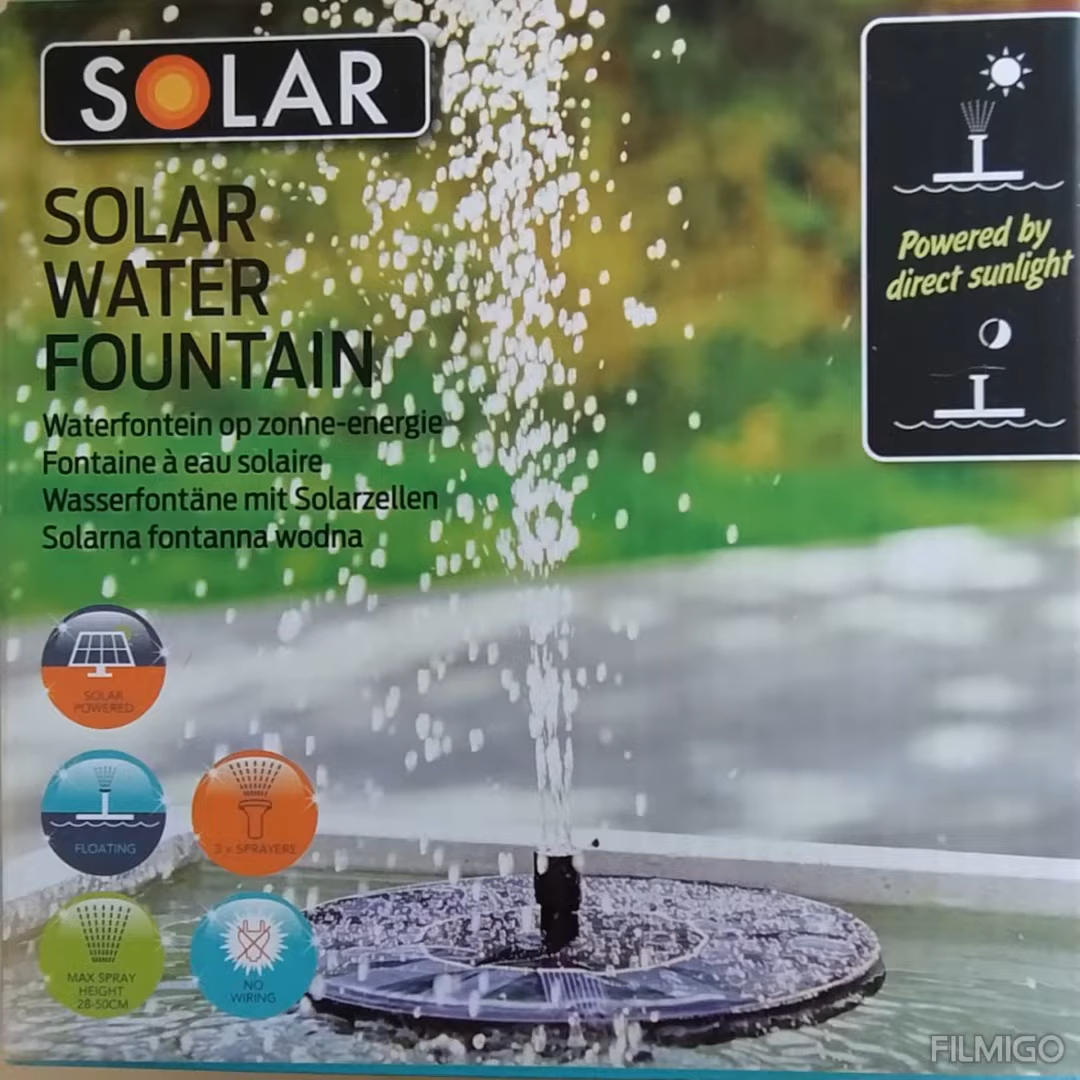 SOLAR
SOLAR
WATER
FOUNTAIN
Waterfontein op zonne-energie
Fontaine à eau solaire
Wasserfontäne mit Solarzellen
Solarna fontanna wodna
Powered by
direct sunlight
SOLAR
POWERED
FLOATING
3 x SPRAYERS
MAX SPRAY
HEIGHT
28-50CM
NO
WIRING
FILMIGO